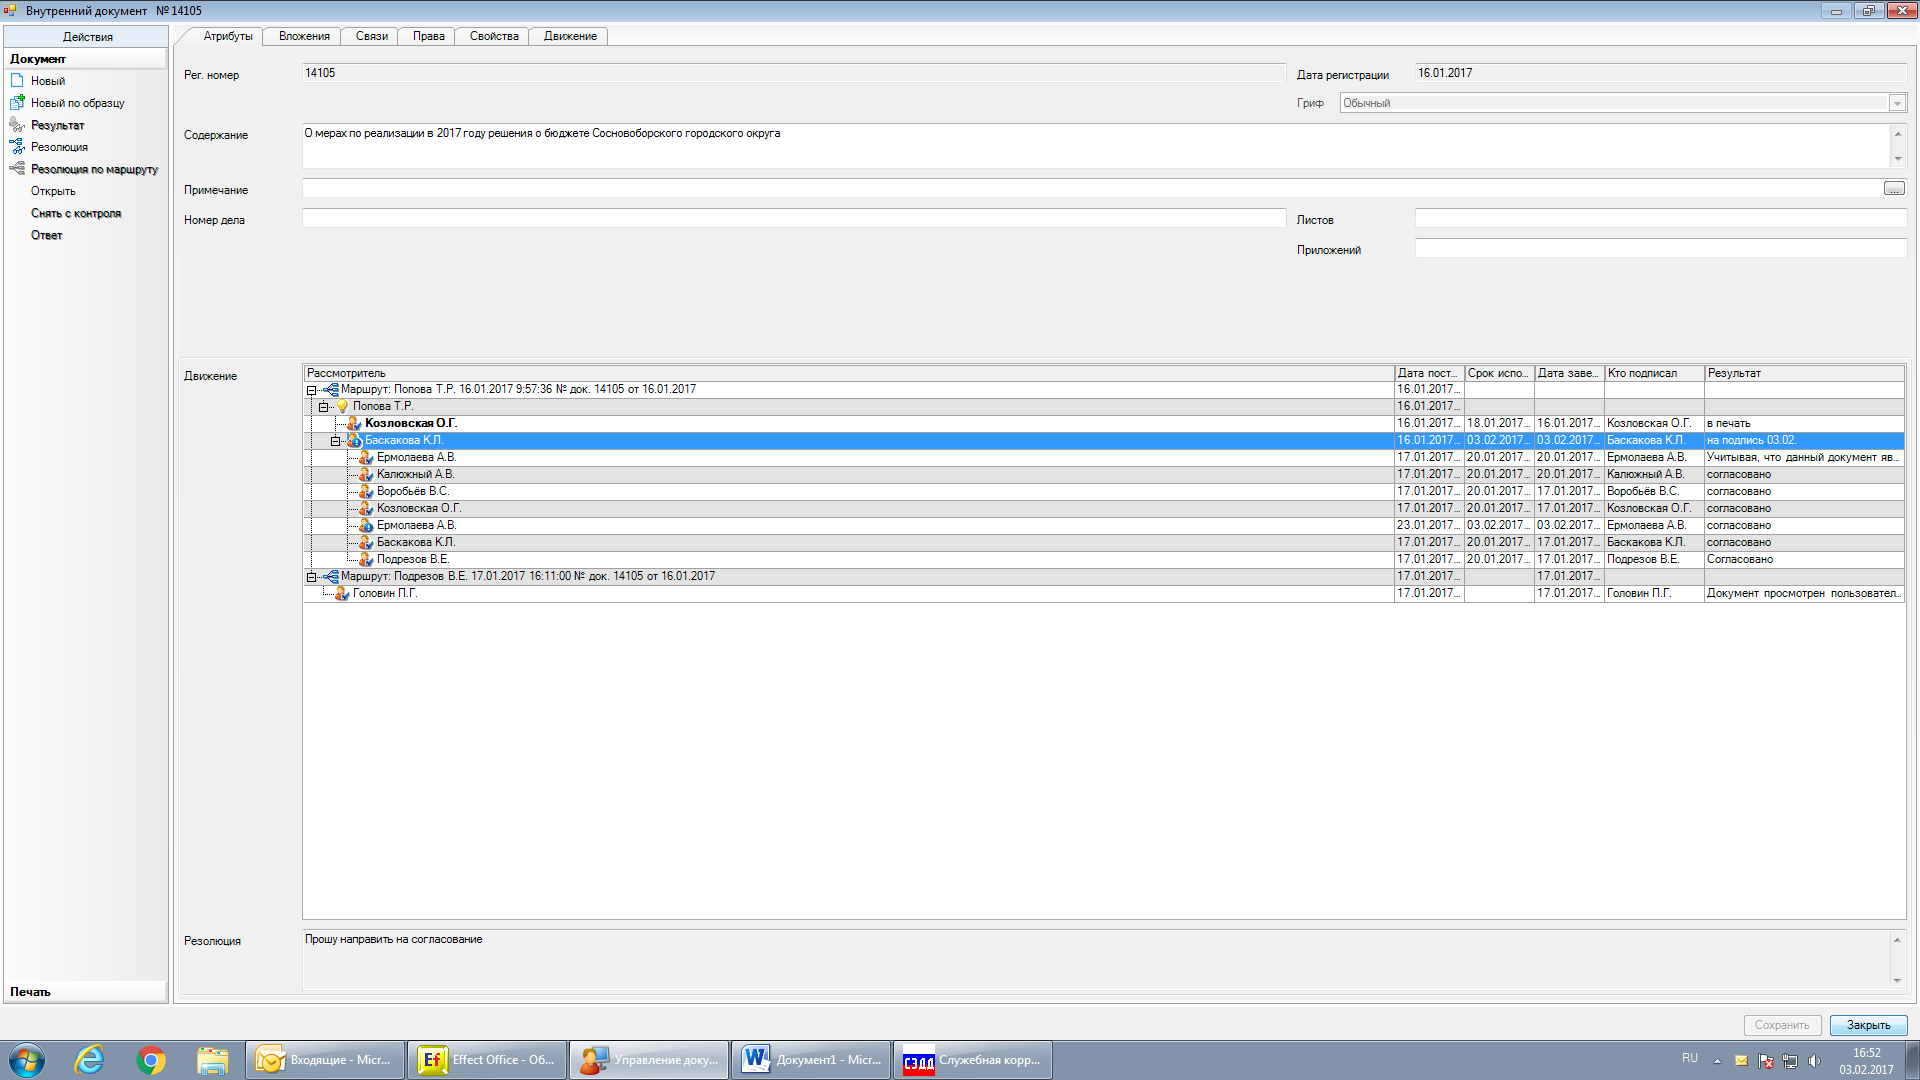 Внутренний документ № 14105
Действия
Документ
Новый
Новый по образцу
Результат
Резолюция
Резолюция по маршруту
Открыть
Снять с контроля
Ответ
Печать
Атрибуты Вложения Связи Права Свойства Движение
Рег. номер 14105 Дата регистрации 16.01.2017
Гриф Обычный
Содержание О мерах по реализации в 2017 году решения о бюджете Сосновоборского городского округа
Примечание ...
Номер дела Листов
Приложений
Движение
Рассмотритель Дата пост... Срок испо... Дата заве... Кто подписал Результат
Маршрут: Попова Т.Р. 16.01.2017 9:57:36 № док. 14105 от 16.01.2017 16.01.2017...
Попова Т.Р. 16.01.2017...
Козловская О.Г. 16.01.2017... 18.01.2017... 16.01.2017... Козловская О.Г. в печать
Баскакова К.Л. 16.01.2017... 03.02.2017... 03.02.2017... Баскакова К.Л. на подпись 03.02.
Ермолаева А.В. 17.01.2017... 20.01.2017... 20.01.2017... Ермолаева А.В. Учитывая, что данный документ яв...
Калюжный А.В. 17.01.2017... 20.01.2017... 20.01.2017... Калюжный А.В. согласовано
Воробьёв В.С. 17.01.2017... 20.01.2017... 17.01.2017... Воробьёв В.С. согласовано
Козловская О.Г. 17.01.2017... 20.01.2017... 17.01.2017... Козловская О.Г. согласовано
Ермолаева А.В. 23.01.2017... 03.02.2017... 03.02.2017... Ермолаева А.В. согласовано
Баскакова К.Л. 17.01.2017... 20.01.2017... 17.01.2017... Баскакова К.Л. согласовано
Подрезов В.Е. 17.01.2017... 20.01.2017... 17.01.2017... Подрезов В.Е. Согласовано
Маршрут: Подрезов В.Е. 17.01.2017 16:11:00 № док. 14105 от 16.01.2017 17.01.2017... 17.01.2017...
Головин П.Г. 17.01.2017... 17.01.2017... Головин П.Г. Документ просмотрен пользовател...
Резолюция Прошу направить на согласование
Сохранить Закрыть
Входящие - Micr... Ef Effect Office - Об... Управление доку... W Документ1 - Micr... СЭДД Служебная корр... RU 16:52
03.02.2017